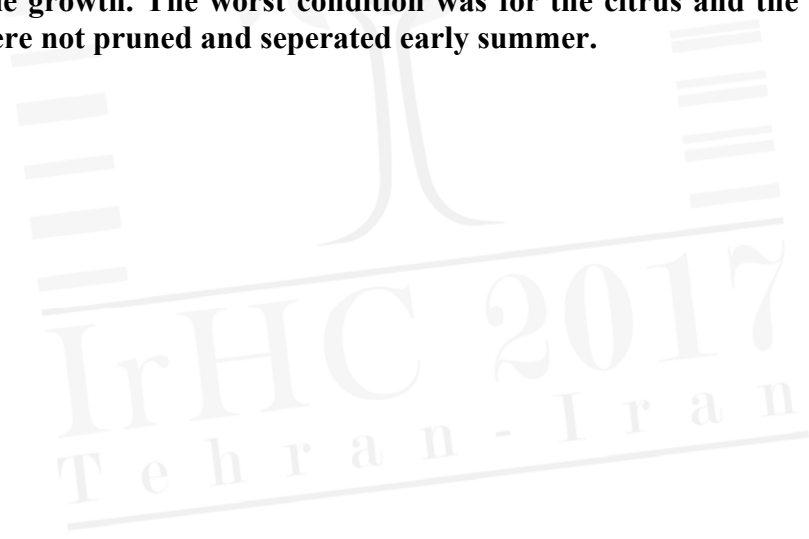 e growth. The worst condition was for the citrus and the
ere not pruned and seperated early summer.
IrHC 2017
Tehran-Iran